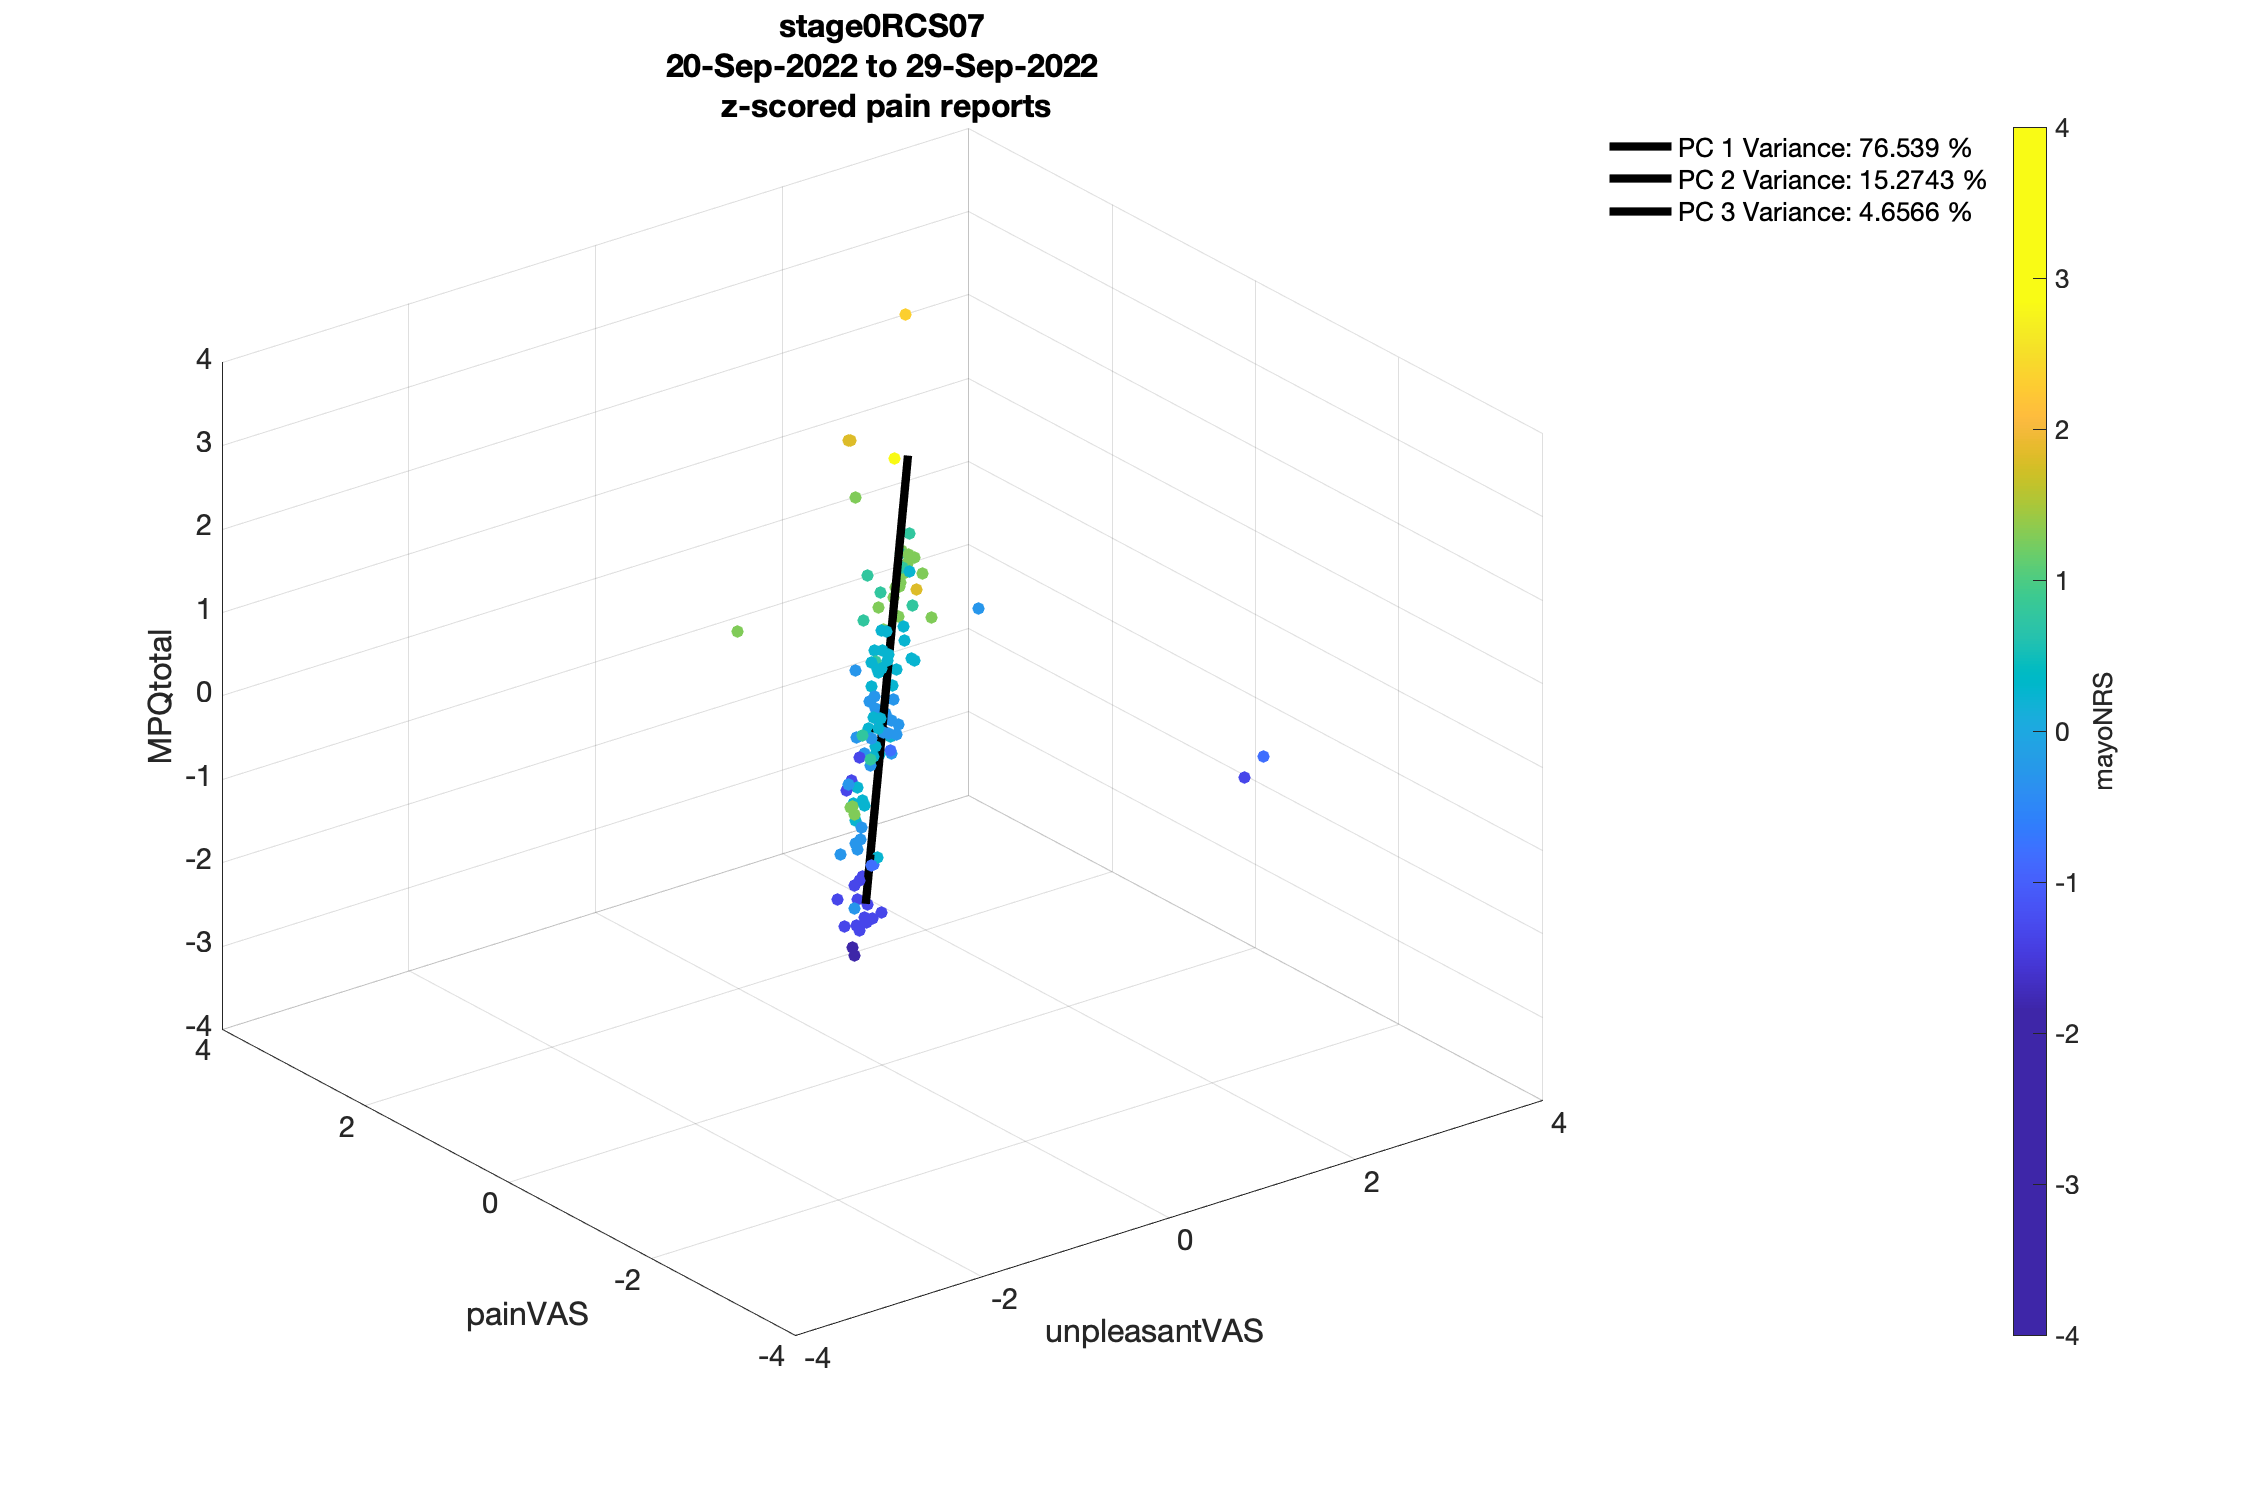 stage0RCS07
20-Sep-2022 to 29-Sep-2022
z-scored pain reports
PC 1 Variance: 76.539 %
PC 2 Variance: 15.2743 %
PC 3 Variance: 4.6566 %
4
3
2
1
0
-1
-2
-3
-4
MPQtotal
4
2
0
-2
-4
painVAS
-4
-2
0
2
4
unpleasantVAS
4
3
2
1
0
-1
-2
-3
-4
mayoNRS